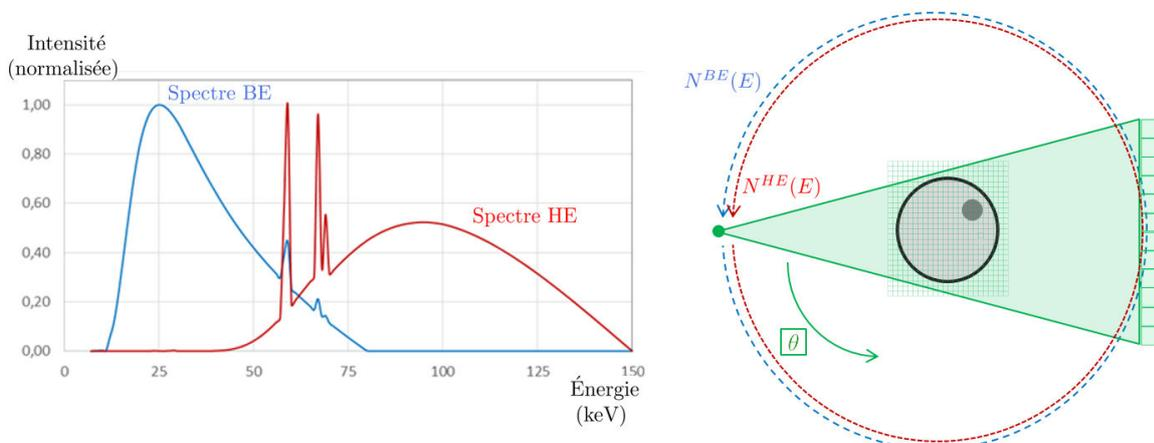 Intensité
(normalisée)
Spectre BE
1,00
0,80
0,60
Spectre HE
0,40
0,20
0,00
0 25 50 75 100 125 150
Énergie
(keV)
N^{BE}(E)
N^{HE}(E)
θ